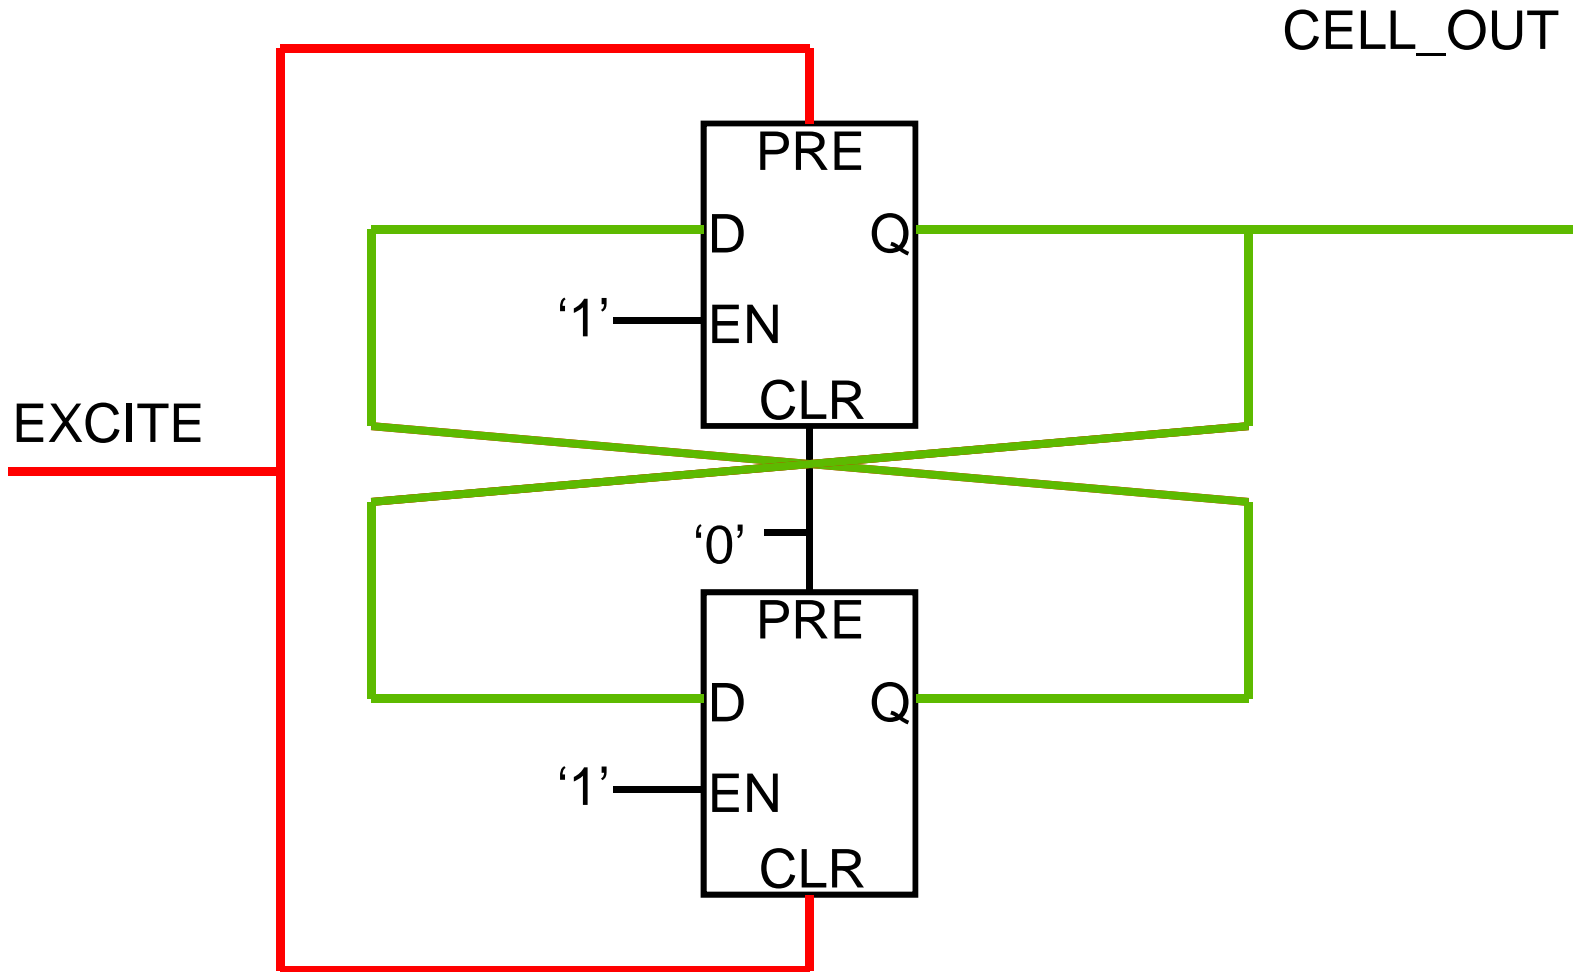 CELL_OUT
PRE
D Q
‘1’ EN
CLR
EXCITE
‘0’
PRE
D Q
‘1’ EN
CLR